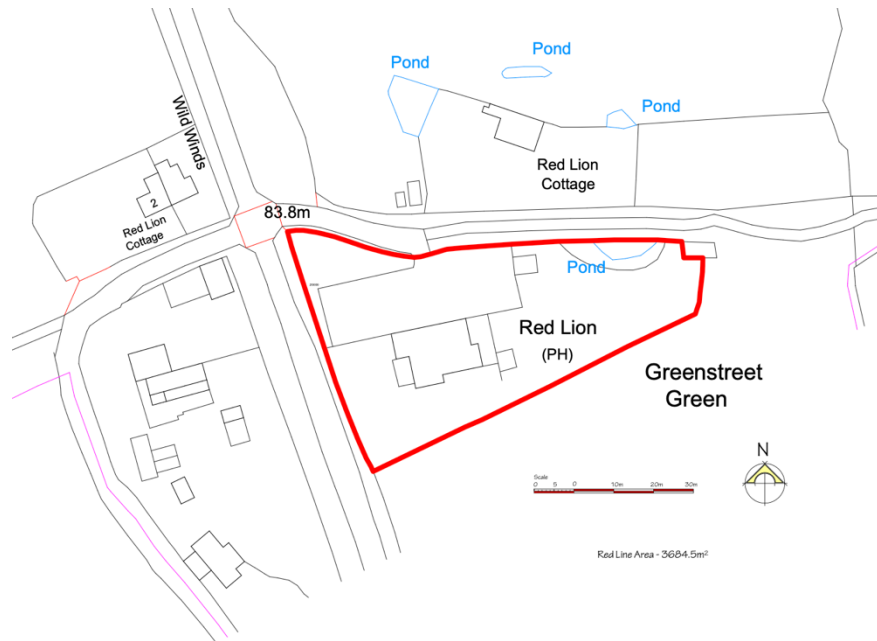 Pond
Pond
Pond
Wild Winds
Red Lion
Cottage
2
Red Lion
Cottage
83.8m
Pond
Red Lion
(PH)
Greenstreet
Green
N
Scale
0 5 0 10m 20m 30m
Red Line Area - 3684.5m²